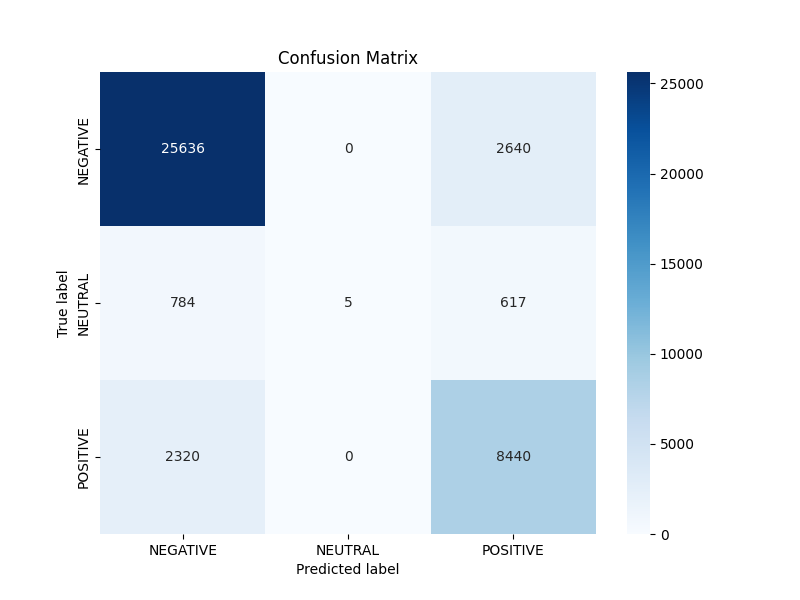 Confusion Matrix
NEGATIVE
25636 0 2640
NEUTRAL
784 5 617
POSITIVE
2320 0 8440
True label
NEGATIVE NEUTRAL POSITIVE
Predicted label
25000
20000
15000
10000
5000
0